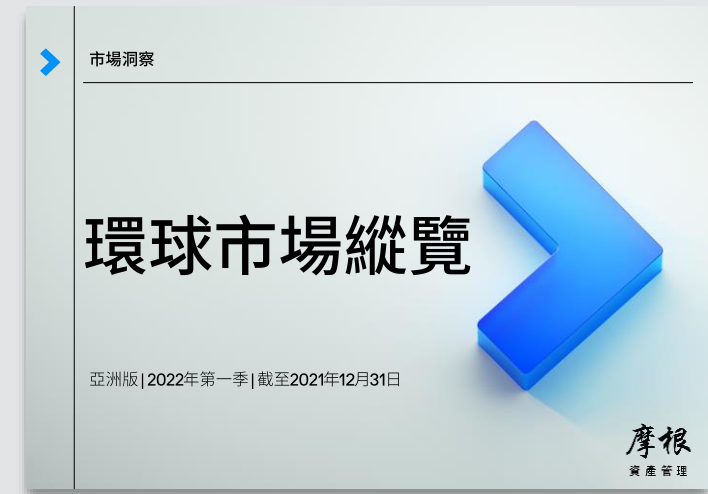 市場洞察
環球市場縱覽
亞洲版 | 2022年第一季 | 截至2021年12月31日
摩根
資產管理